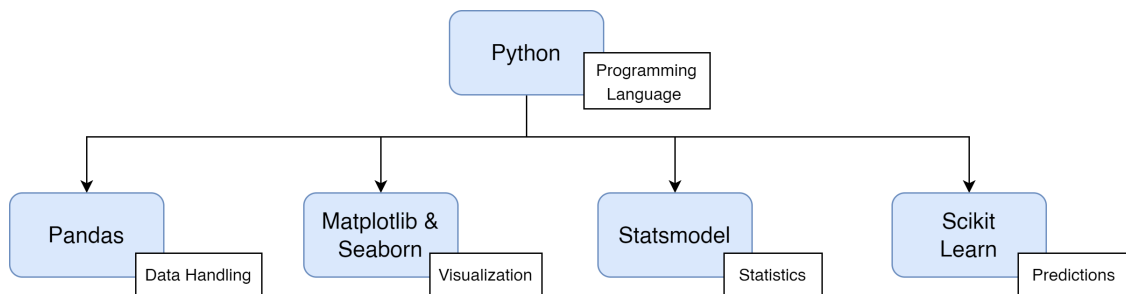 Python
Programming
Language
Pandas
Data Handling
Matplotlib &
Seaborn
Visualization
Statsmodel
Statistics
Scikit
Learn
Predictions